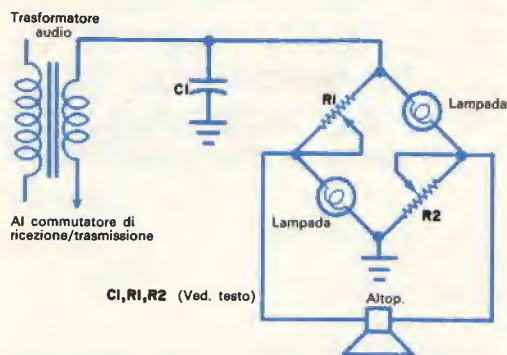 Trasformatore
audio
C1
R1
Lampada
Lampada
R2
Al commutatore di
ricezione/trasmissione
C1,R1,R2 (Ved. testo)
Altop.